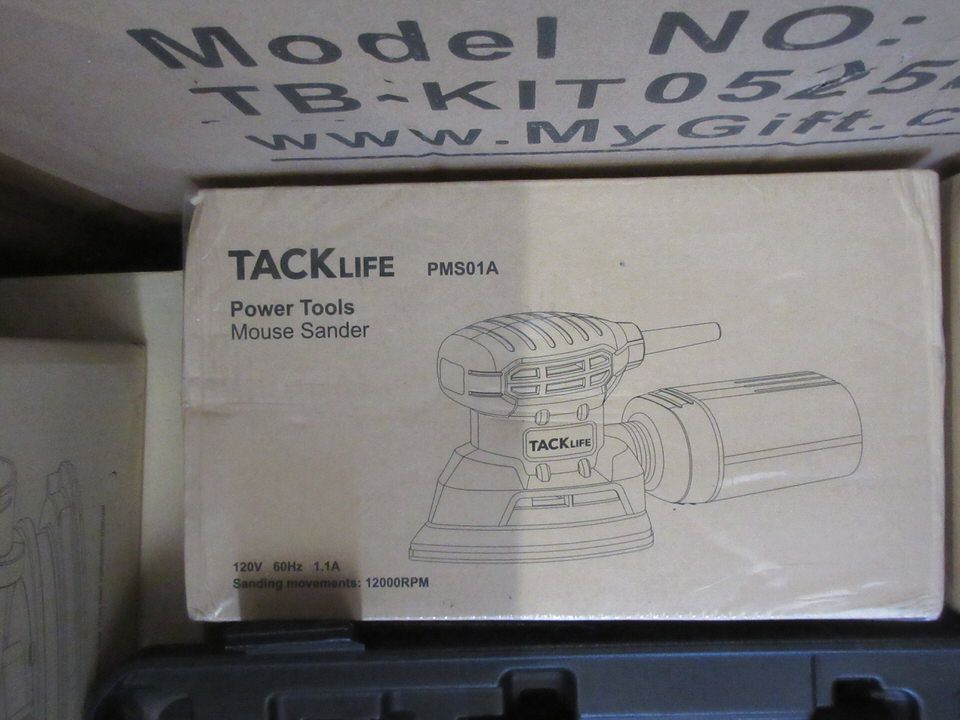 Model NO:
TB-KIT0525
www.MyGift.c
TACKLIFE PMS01A
Power Tools
Mouse Sander
TACKLIFE
120V 60Hz 1.1A
Sanding movements: 12000RPM